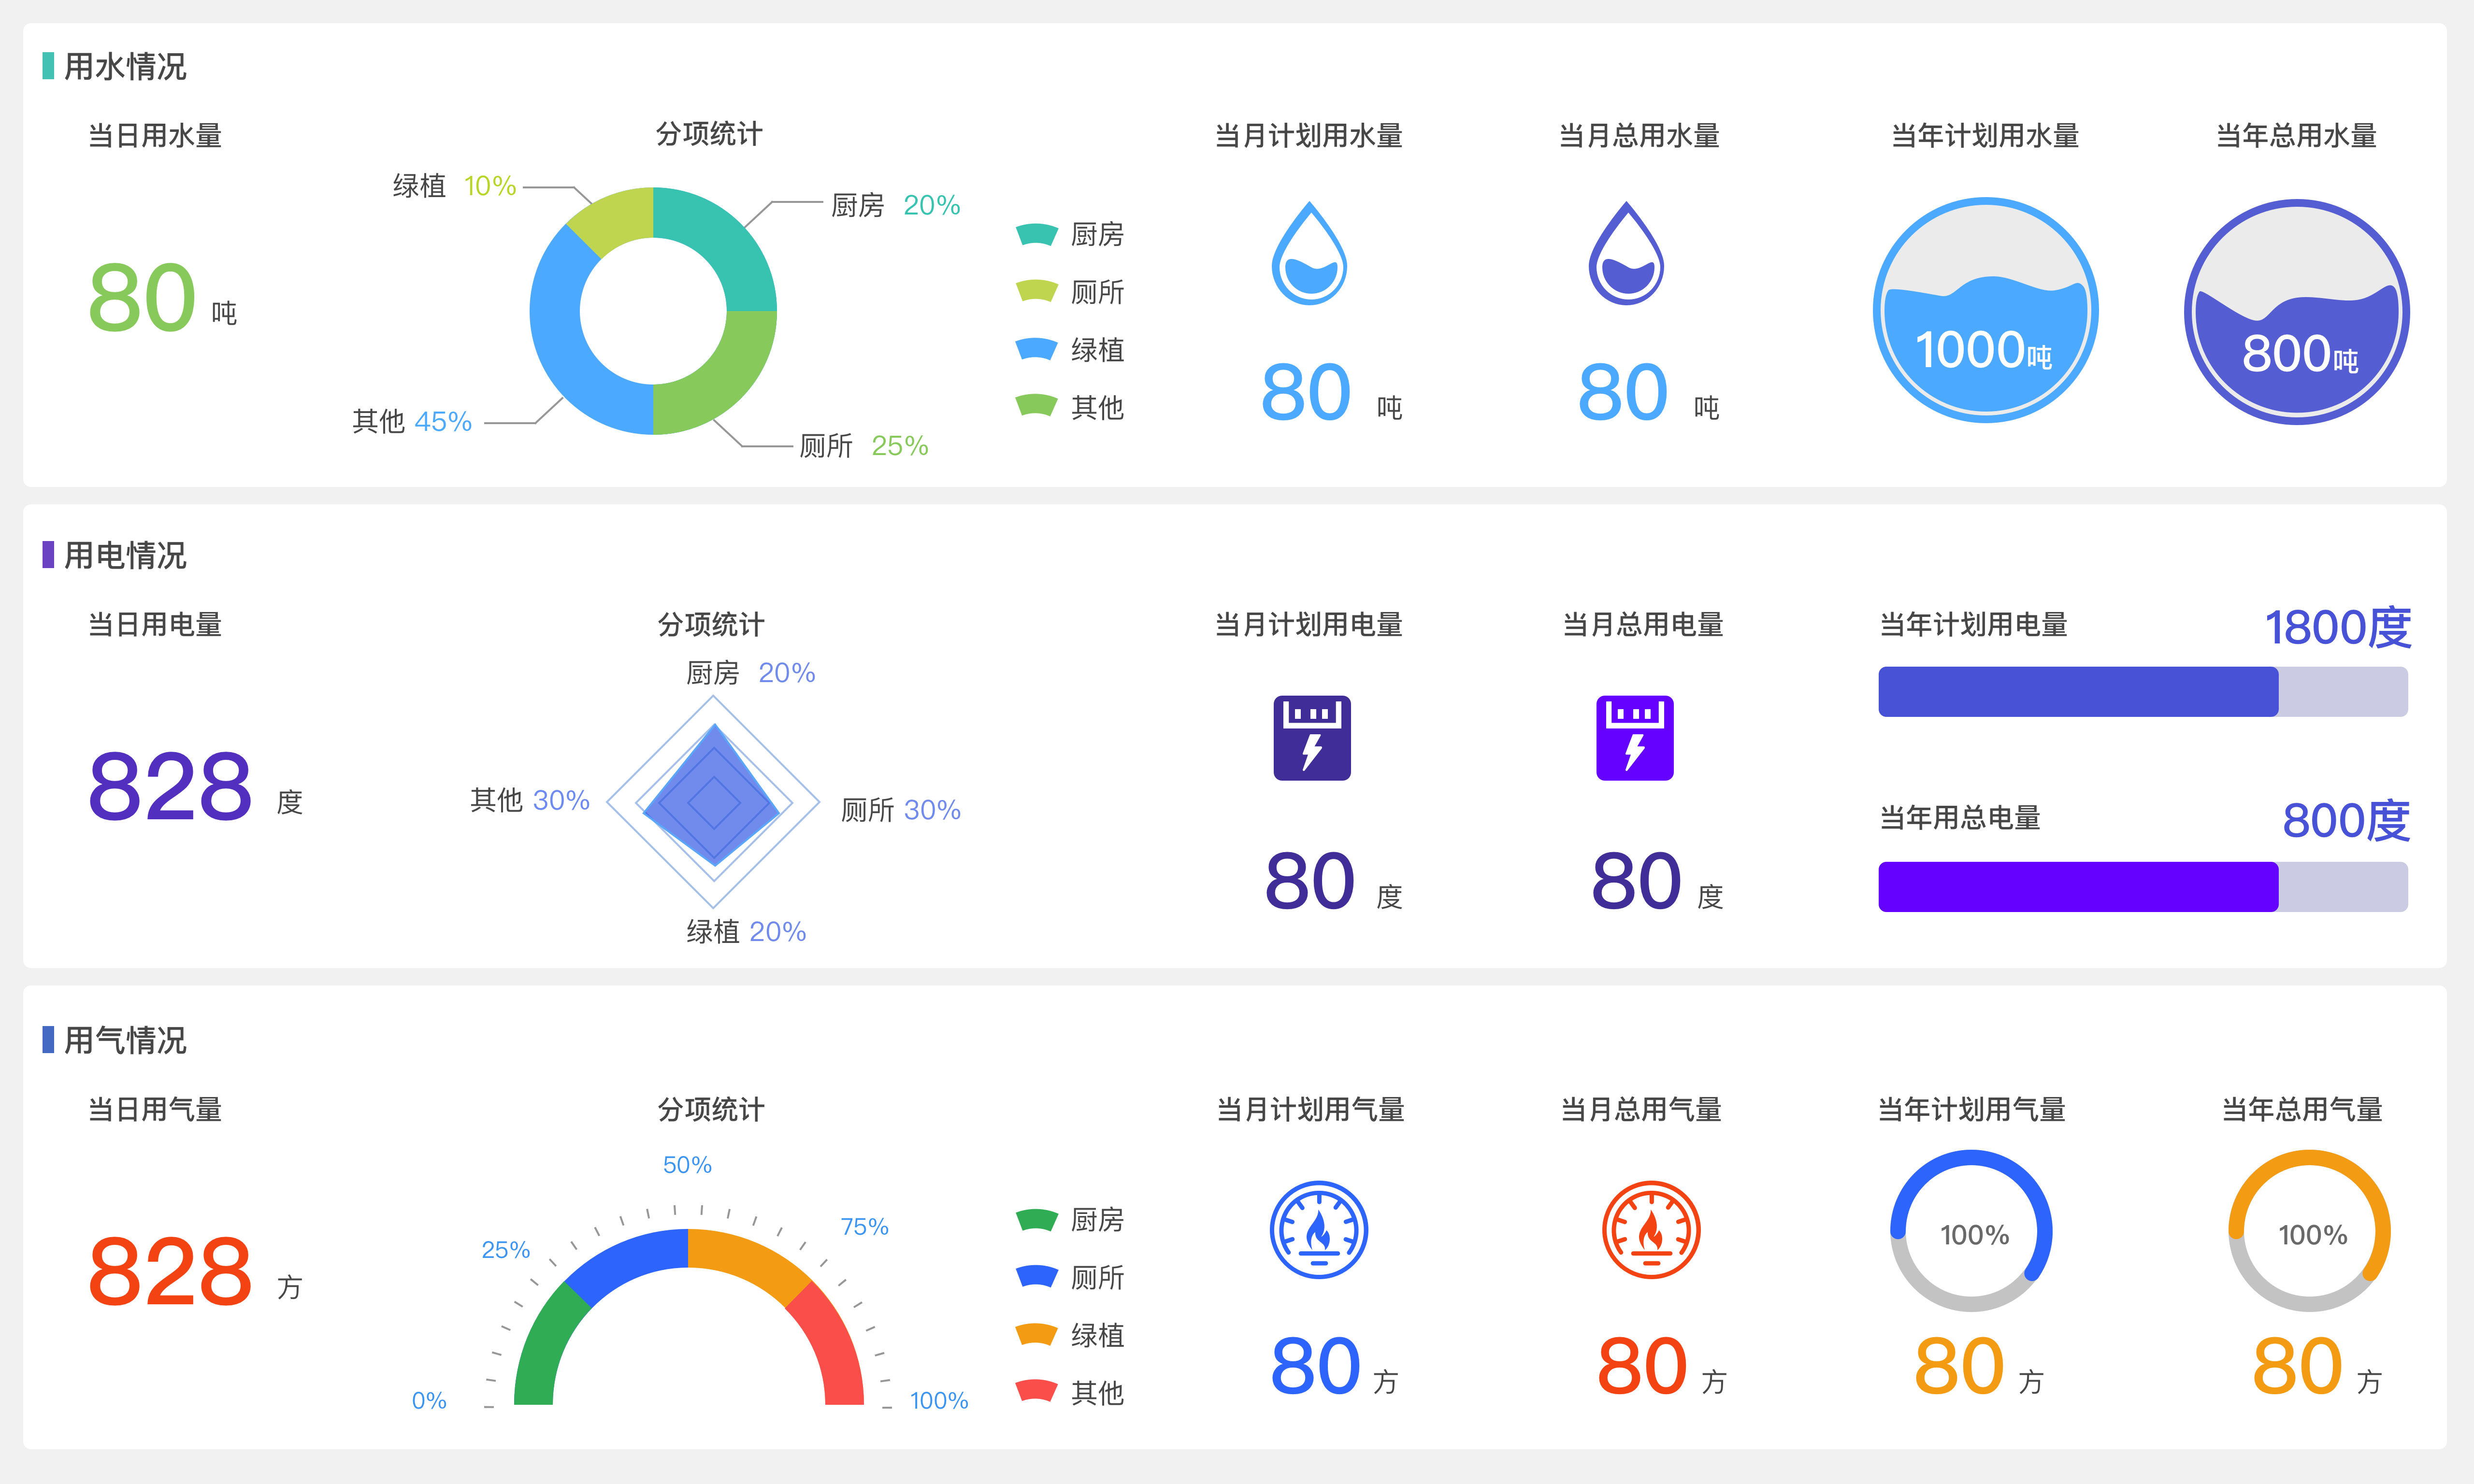 用水情况
当日用水量
80 吨
分项统计
绿植 10%
厨房 20%
其他 45%
厕所 25%
厨房
厕所
绿植
其他
当月计划用水量
80 吨
当月总用水量
80 吨
当年计划用水量
1000吨
当年总用水量
800吨
用电情况
当日用电量
828 度
分项统计
厨房 20%
其他 30%
厕所 30%
绿植 20%
当月计划用电量
80 度
当月总用电量
80 度
当年计划用电量 1800度
当年用总电量 800度
用气情况
当日用气量
828 方
分项统计
0%
25%
50%
75%
100%
厨房
厕所
绿植
其他
当月计划用气量
80 方
当月总用气量
80 方
当年计划用气量
100%
80 方
当年总用气量
100%
80 方